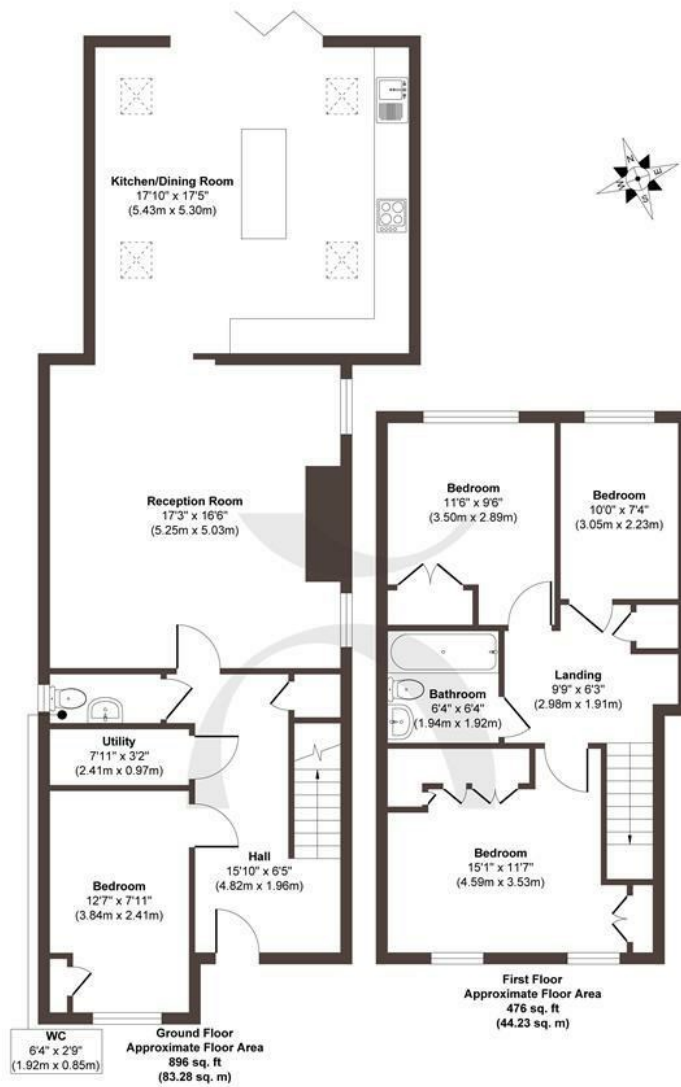 Kitchen/Dining Room
17'10" x 17'5"
(5.43m x 5.30m)
N
E
S
W
Reception Room
17'3" x 16'6"
(5.25m x 5.03m)
Utility
7'11" x 3'2"
(2.41m x 0.97m)
Bedroom
12'7" x 7'11"
(3.84m x 2.41m)
Hall
15'10" x 6'5"
(4.82m x 1.96m)
WC
6'4" x 2'9"
(1.92m x 0.85m)
Ground Floor
Approximate Floor Area
896 sq. ft
(83.28 sq. m)
Bedroom
11'6" x 9'6"
(3.50m x 2.89m)
Bedroom
10'0" x 7'4"
(3.05m x 2.23m)
Landing
9'9" x 6'3"
(2.98m x 1.91m)
Bathroom
6'4" x 6'4"
(1.94m x 1.92m)
Bedroom
15'1" x 11'7"
(4.59m x 3.53m)
First Floor
Approximate Floor Area
476 sq. ft
(44.23 sq. m)